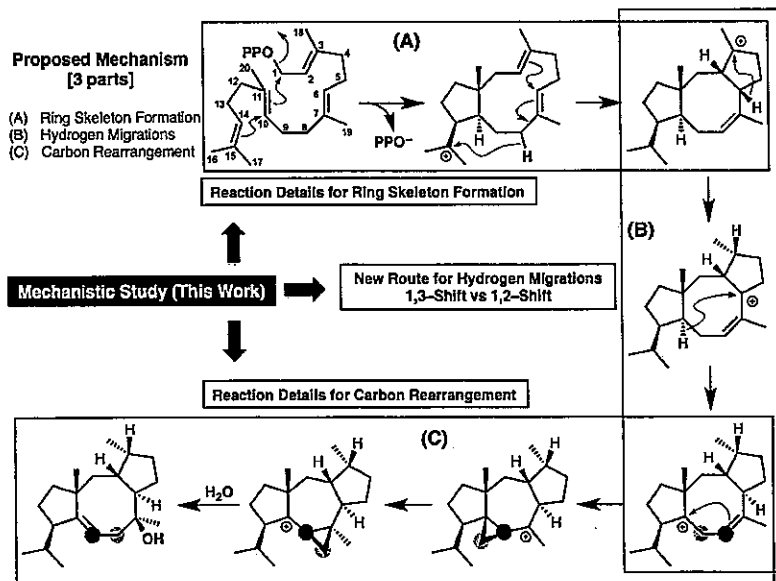 Proposed Mechanism
[3 parts]
(A) Ring Skeleton Formation
(B) Hydrogen Migrations
(C) Carbon Rearrangement
(A)
PPO
18
3
4
20
1
2
5
12
11
6
13
14
10
7
9
8
19
16
15
17
PPO⁻
H
H
⊕
⊕
H
H
Reaction Details for Ring Skeleton Formation
(B)
Mechanistic Study (This Work)
New Route for Hydrogen Migrations
1,3–Shift vs 1,2–Shift
H
H
⊕
H
Reaction Details for Carbon Rearrangement
(C)
H
H
H
OH
H₂O
H
H
H
⊕
H
H
H
⊕
H
H
H
⊕